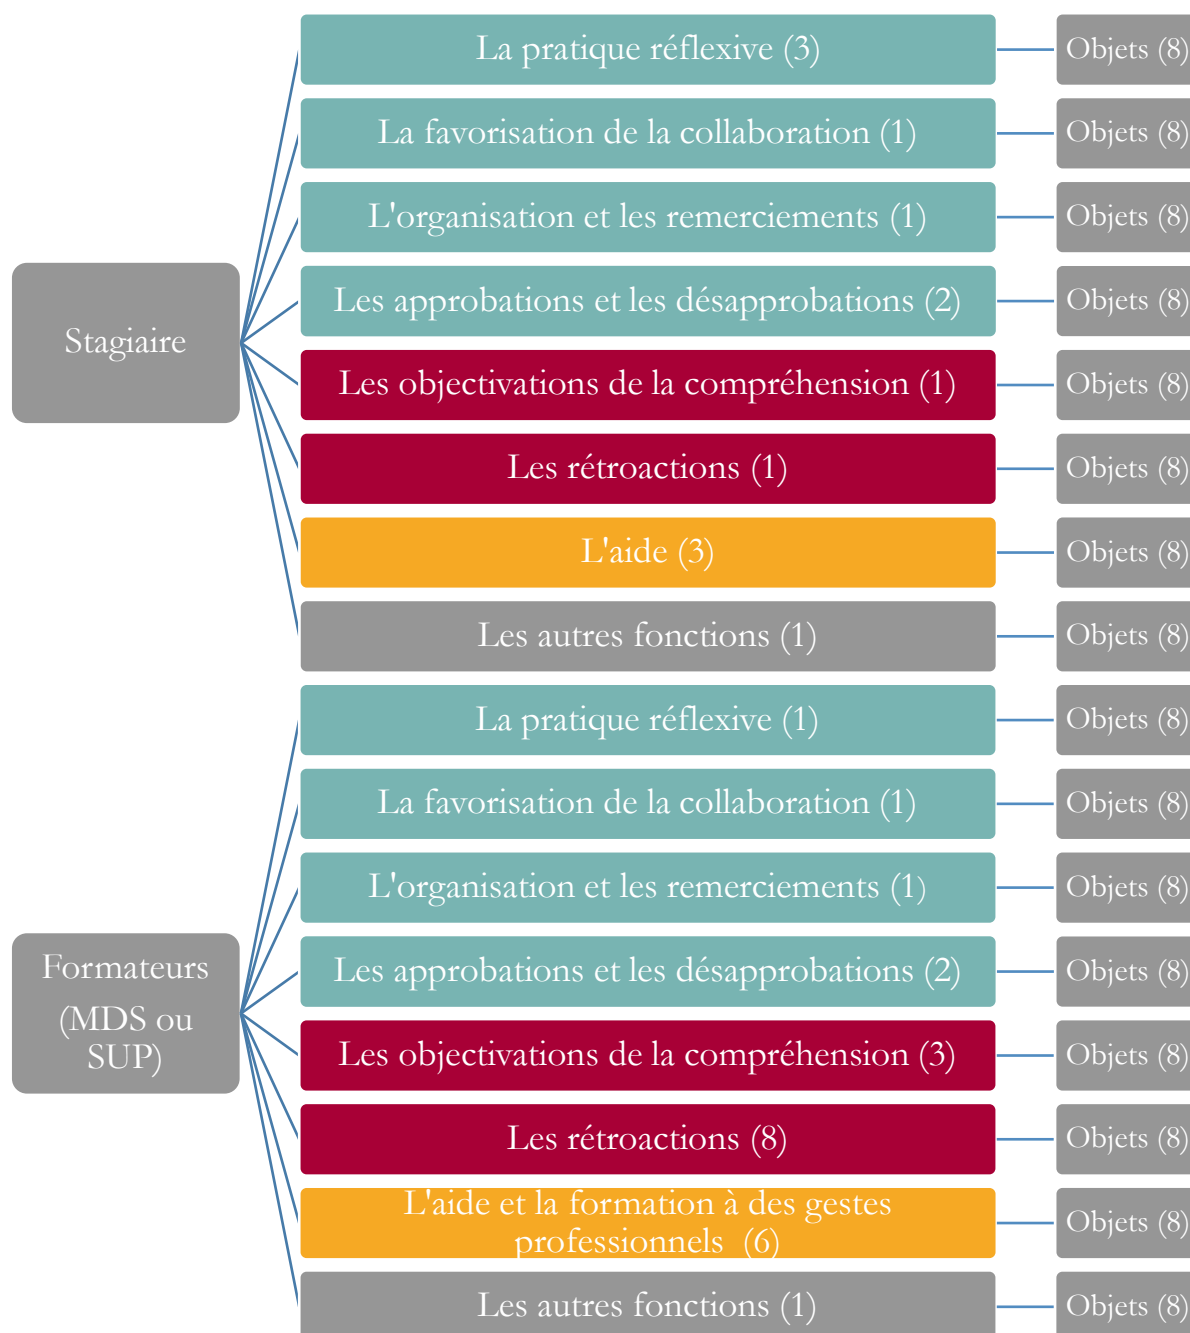 La pratique réflexive (3)
Objets (8)
La favorisation de la collaboration (1)
Objets (8)
L'organisation et les remerciements (1)
Objets (8)
Les approbations et les désapprobations (2)
Objets (8)
Stagiaire
Les objectivations de la compréhension (1)
Objets (8)
Les rétroactions (1)
Objets (8)
L'aide (3)
Objets (8)
Les autres fonctions (1)
Objets (8)
La pratique réflexive (1)
Objets (8)
La favorisation de la collaboration (1)
Objets (8)
L'organisation et les remerciements (1)
Objets (8)
Les approbations et les désapprobations (2)
Objets (8)
Formateurs
(MDS ou
SUP)
Les objectivations de la compréhension (3)
Objets (8)
Les rétroactions (8)
Objets (8)
L'aide et la formation à des gestes
professionnels (6)
Objets (8)
Les autres fonctions (1)
Objets (8)